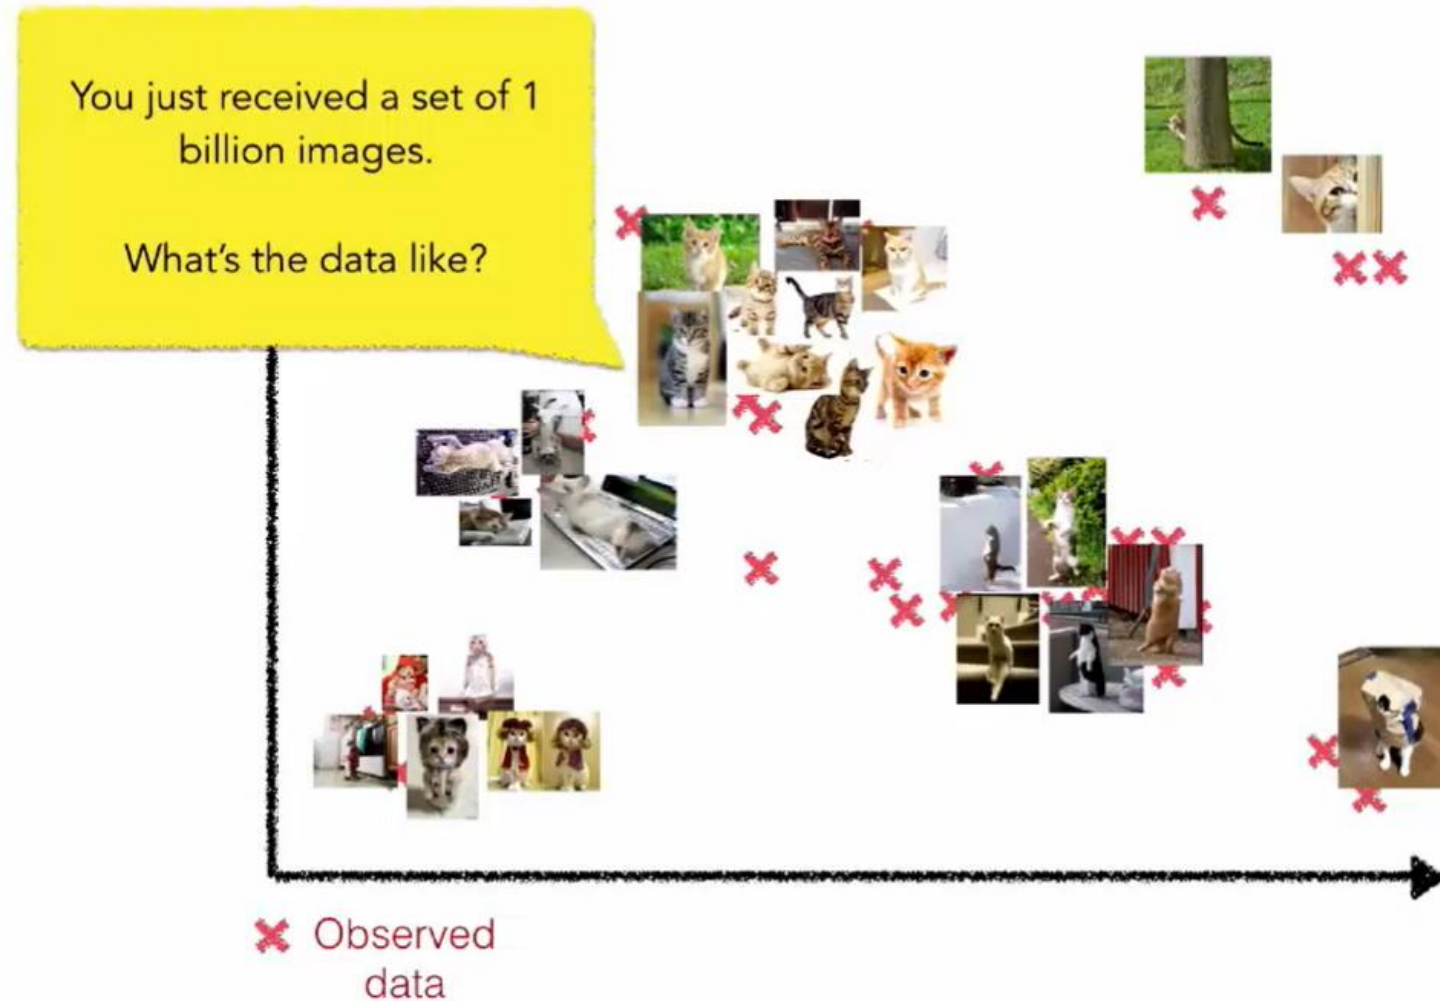 You just received a set of 1
billion images.
What's the data like?
Observed
data